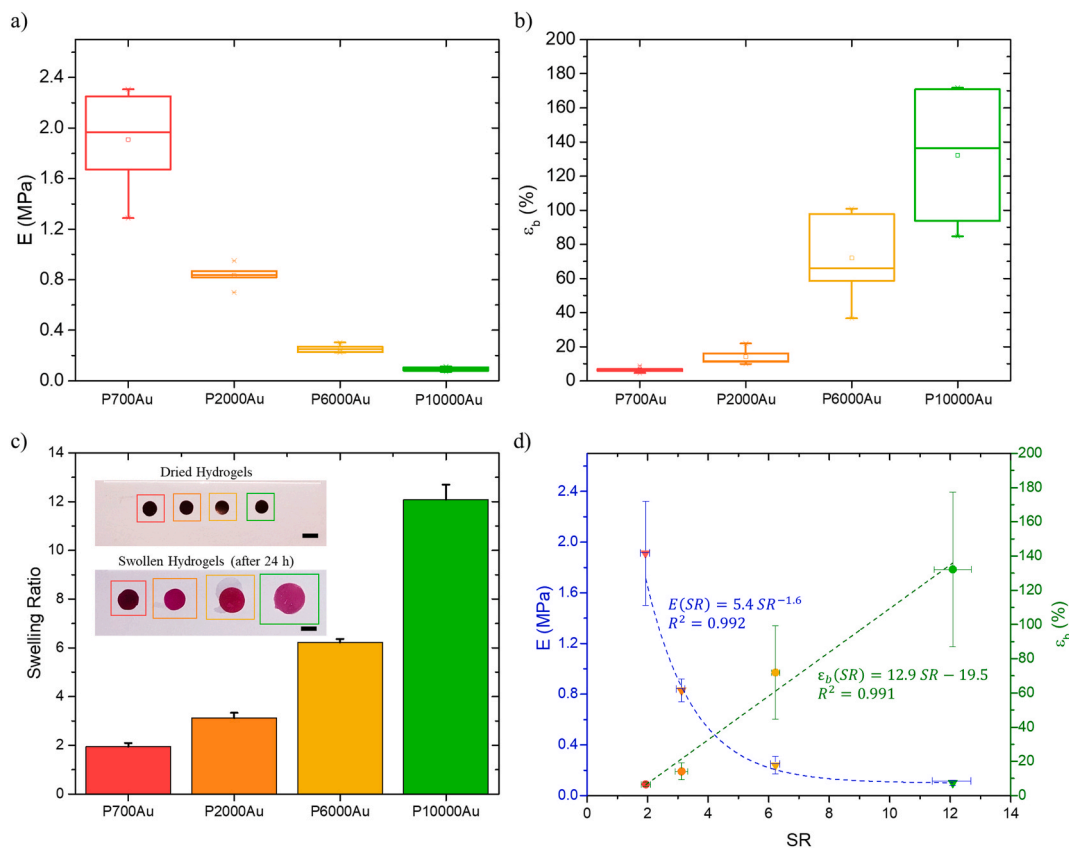 a)
2.4
2.0
1.6
1.2
0.8
0.4
0.0
E (MPa)
P700Au P2000Au P6000Au P10000Au
b)
200
180
160
140
120
100
80
60
40
20
0
ε_b (%)
P700Au P2000Au P6000Au P10000Au
c)
14
12
10
8
6
4
2
0
Swelling Ratio
Dried Hydrogels
Swollen Hydrogels (after 24 h)
P700Au P2000Au P6000Au P10000Au
d)
2.4
2.0
1.6
1.2
0.8
0.4
0.0
E (MPa)
E(SR) = 5.4 SR^−1.6
R² = 0.992
ε_b(SR) = 12.9 SR − 19.5
R² = 0.991
200
180
160
140
120
100
80
60
40
20
0
ε_b (%)
0 2 4 6 8 10 12 14
SR